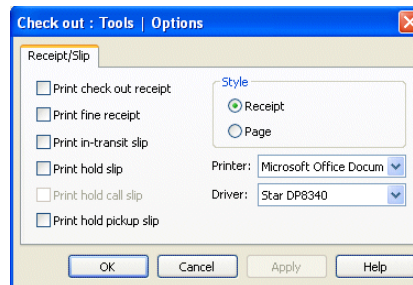 Check out : Tools | Options
Receipt/Slip
Print check out receipt
Print fine receipt
Print in-transit slip
Print hold slip
Print hold call slip
Print hold pickup slip
Style
Receipt
Page
Printer: Microsoft Office Docum
Driver: Star DP8340
OK Cancel Apply Help